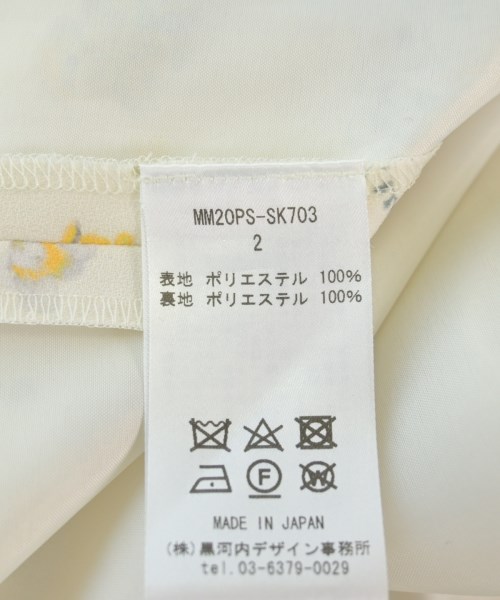 MM20PS-SK703
2
表地 ポリエステル 100%
裏地 ポリエステル 100%
F
W
MADE IN JAPAN
(株)黒河内デザイン事務所
tel.03-6379-0029